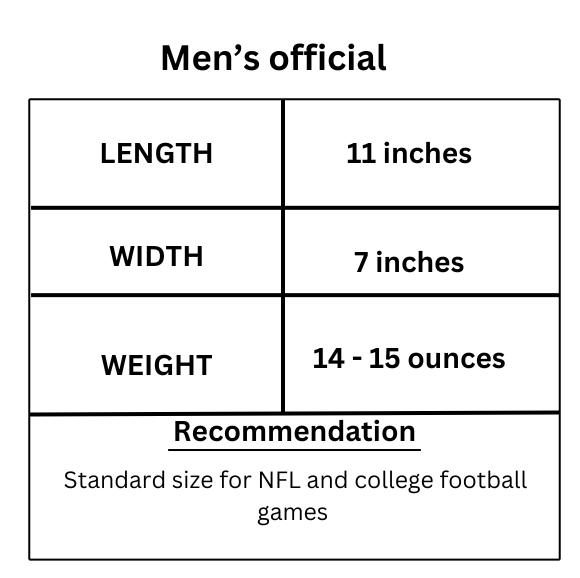 Men’s official
LENGTH
11 inches
WIDTH
7 inches
WEIGHT
14 - 15 ounces
Recommendation
Standard size for NFL and college football
games